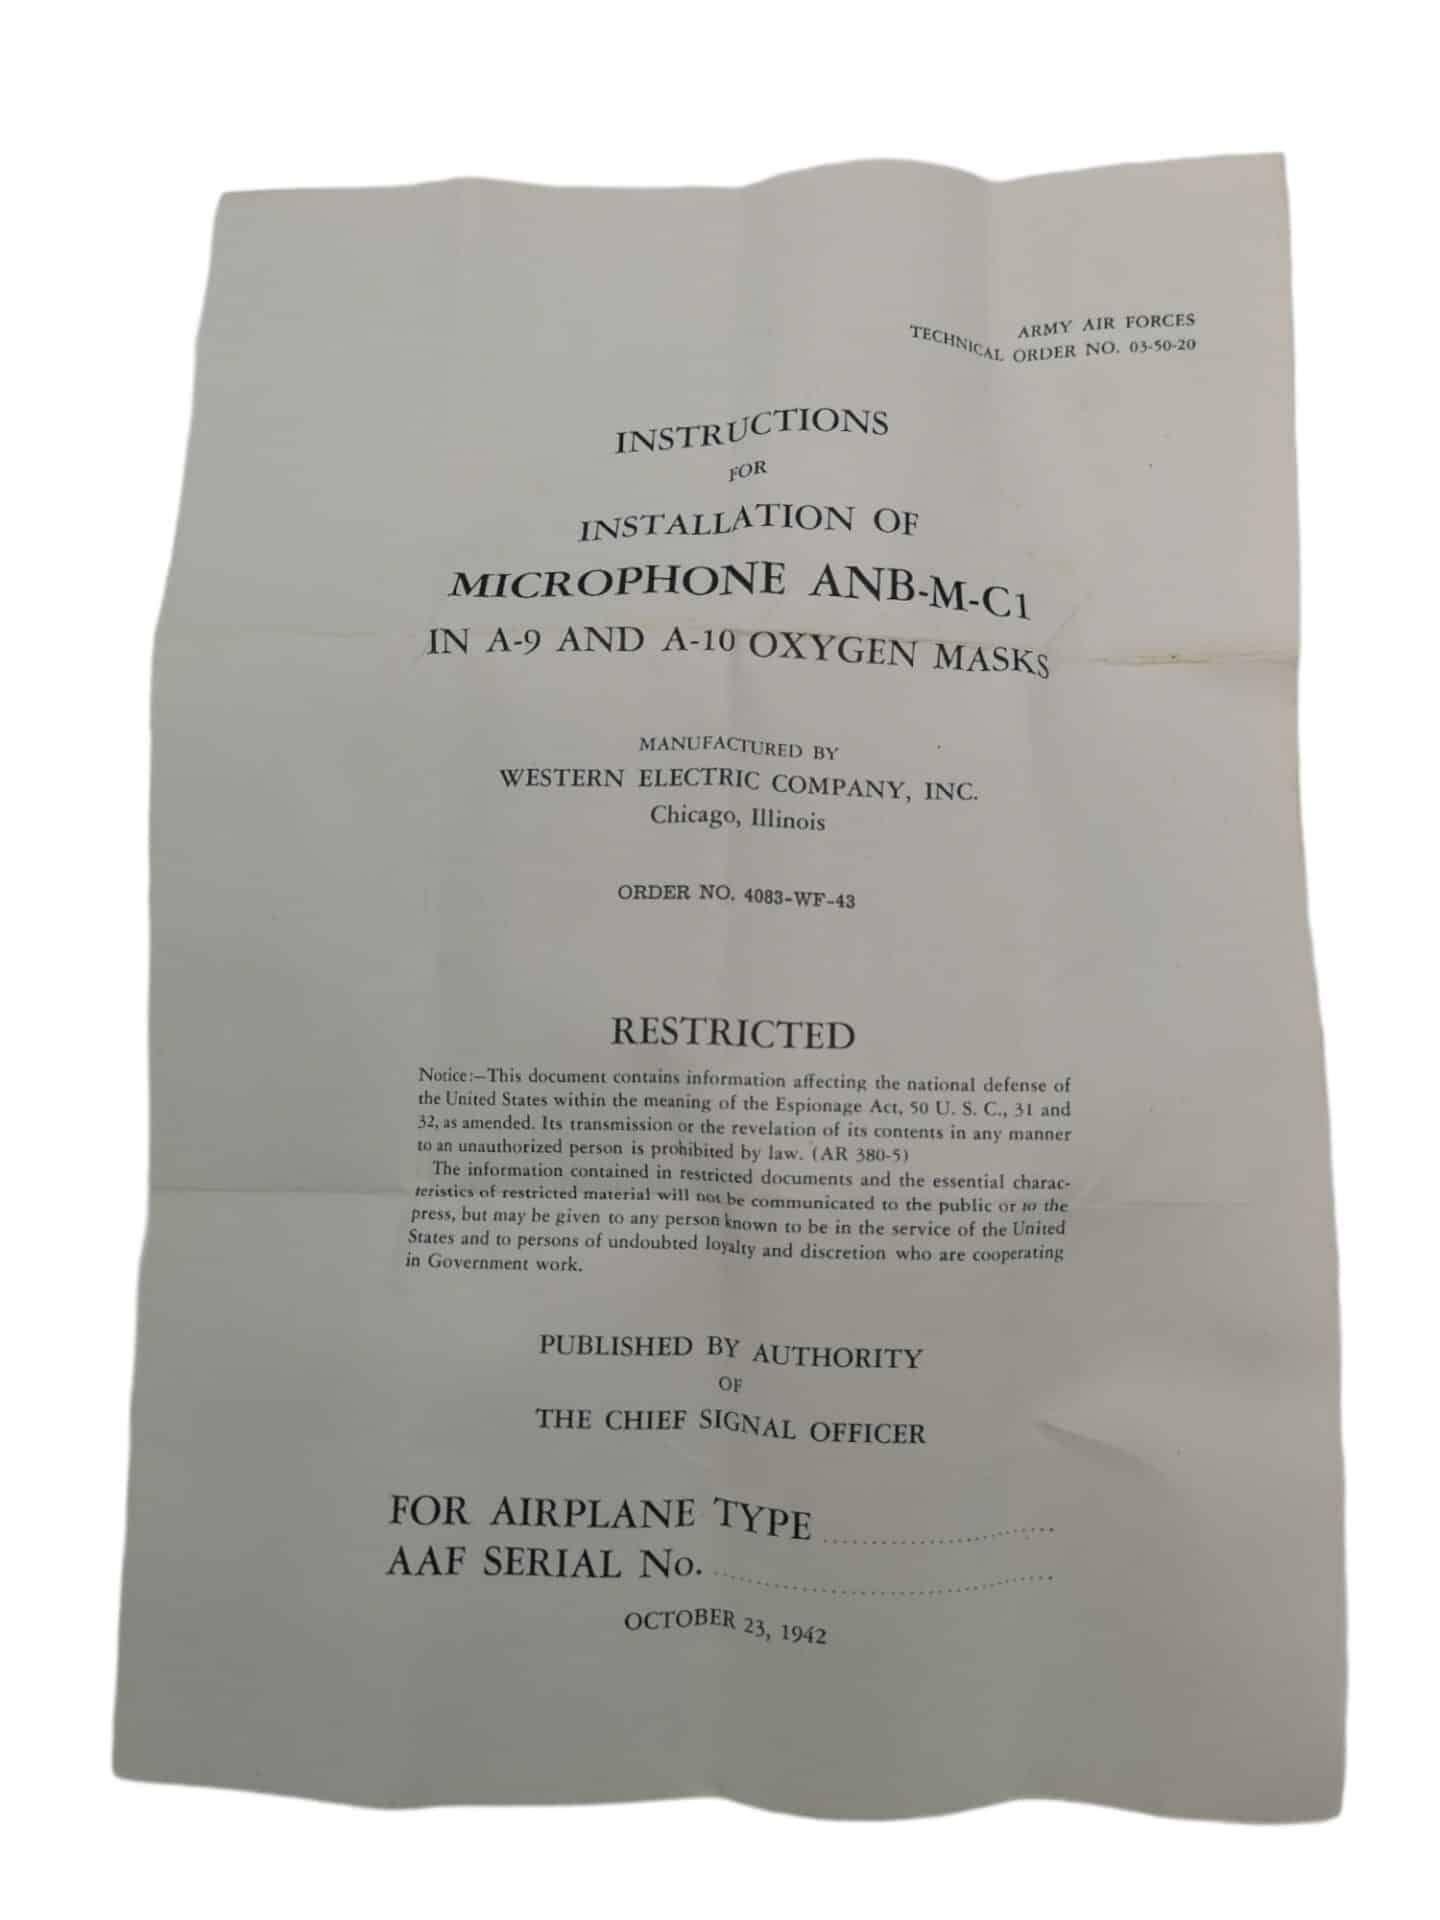 ARMY AIR FORCES
TECHNICAL ORDER NO. 03-50-20
INSTRUCTIONS
FOR
INSTALLATION OF
MICROPHONE ANB-M-C1
IN A-9 AND A-10 OXYGEN MASKS
MANUFACTURED BY
WESTERN ELECTRIC COMPANY, INC.
Chicago, Illinois
ORDER NO. 4083-WF-43
RESTRICTED
Notice:—This document contains information affecting the national defense of
the United States within the meaning of the Espionage Act, 50 U. S. C., 31 and
32, as amended. Its transmission or the revelation of its contents in any manner
to an unauthorized person is prohibited by law. (AR 380-5)
The information contained in restricted documents and the essential charac-
teristics of restricted material will not be communicated to the public or to the
press, but may be given to any person known to be in the service of the United
States and to persons of undoubted loyalty and discretion who are cooperating
in Government work.
PUBLISHED BY AUTHORITY
OF
THE CHIEF SIGNAL OFFICER
FOR AIRPLANE TYPE ..............................
AAF SERIAL No. ..............................
OCTOBER 23, 1942